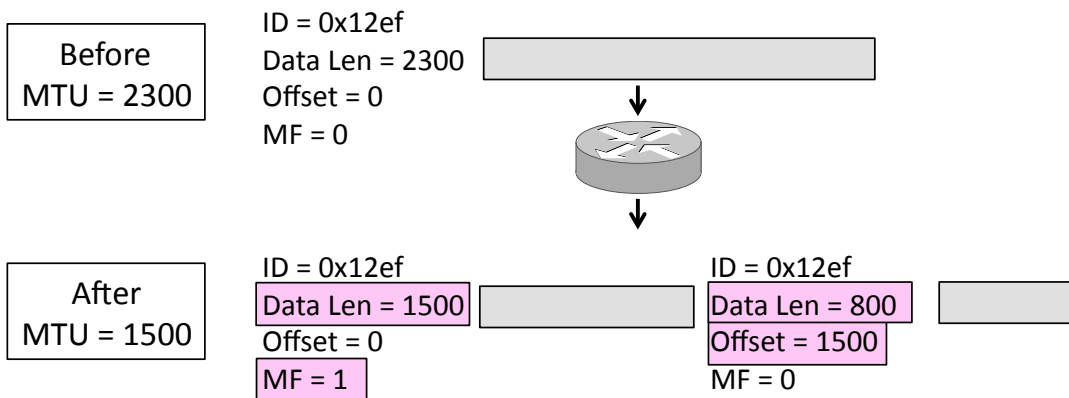 Before
MTU = 2300
ID = 0x12ef
Data Len = 2300
Offset = 0
MF = 0
After
MTU = 1500
ID = 0x12ef
Data Len = 1500
Offset = 0
MF = 1
ID = 0x12ef
Data Len = 800
Offset = 1500
MF = 0